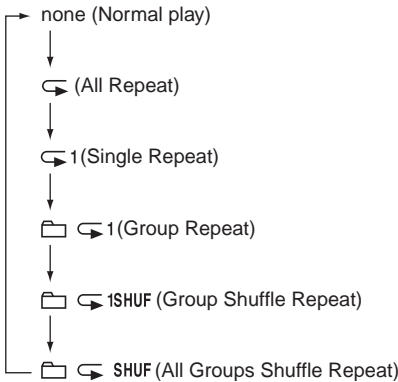 none (Normal play)
(All Repeat)
1 (Single Repeat)
1 (Group Repeat)
1SHUF (Group Shuffle Repeat)
SHUF (All Groups Shuffle Repeat)